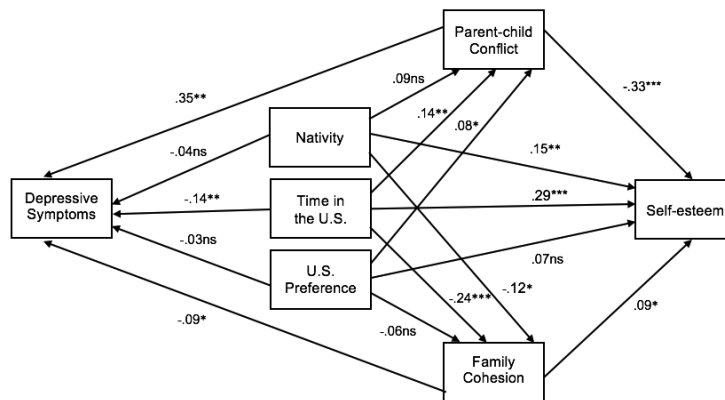 Parent-child
Conflict
.09ns
.35**
.14**
-.33***
.08*
Nativity
-.04ns
.15**
Depressive
Symptoms
-.14**
Time in
the U.S.
.29***
Self-esteem
-.03ns
U.S.
Preference
.07ns
-.24***
-.12*
-.09*
-.06ns
.09*
Family
Cohesion